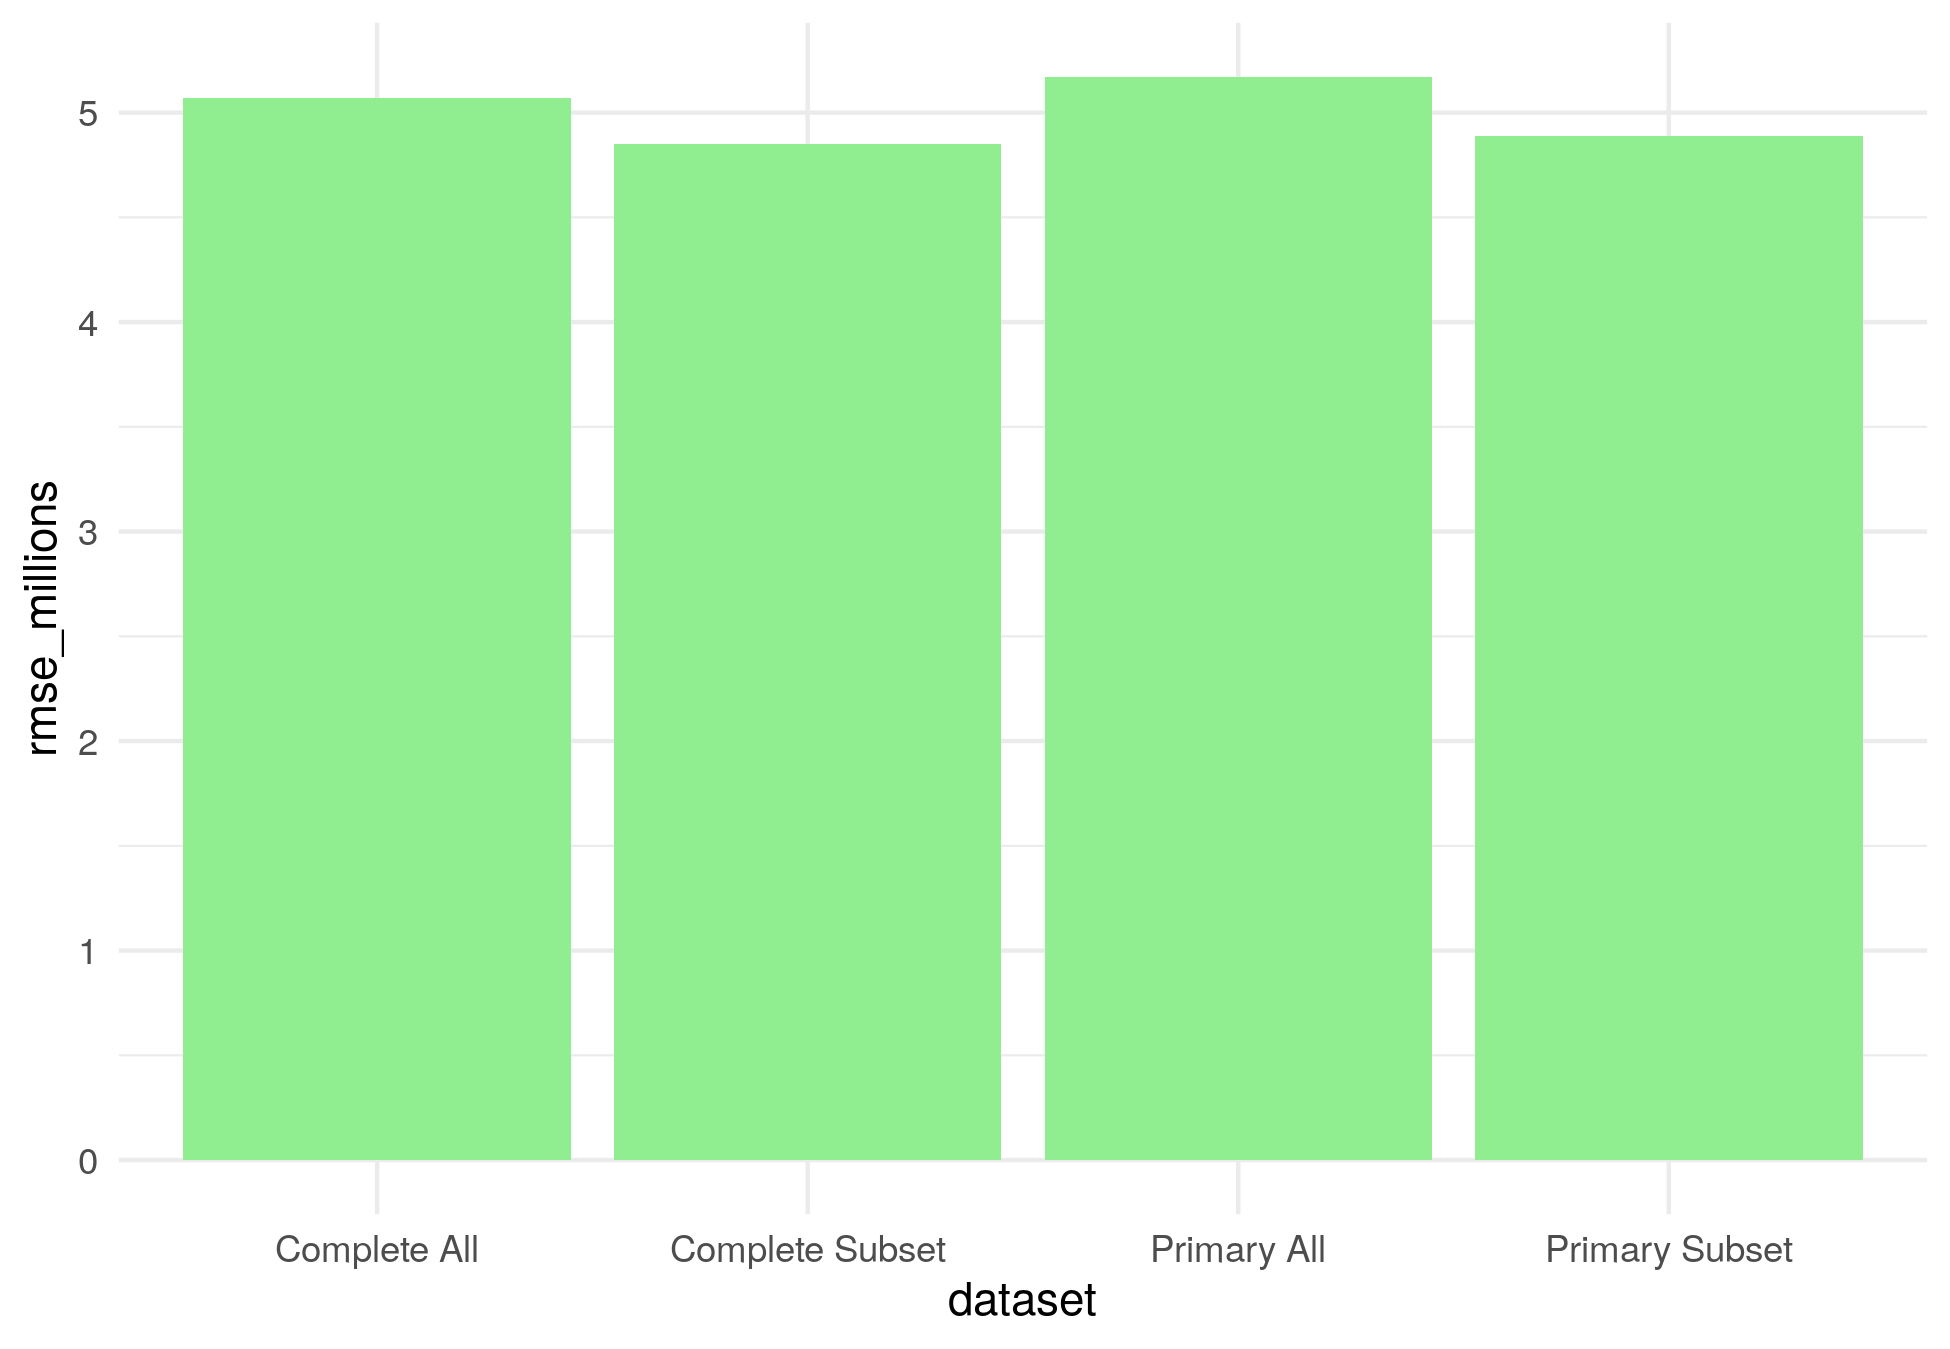 rmse_millions
5
4
3
2
1
0
Complete All
Complete Subset
Primary All
Primary Subset
dataset